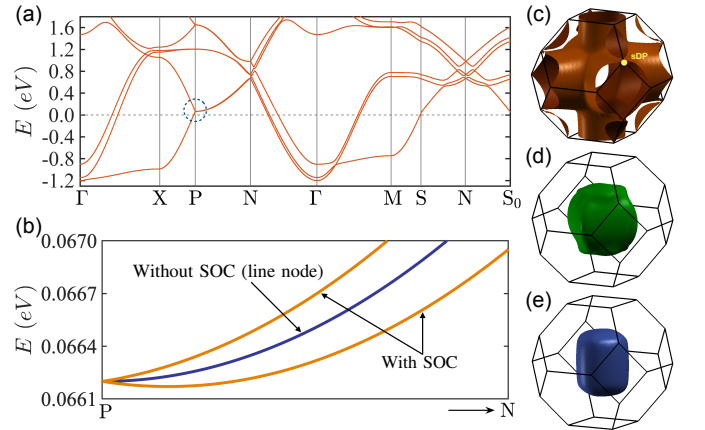 (a)
E (eV)
1.6
1.2
0.8
0.4
0.0
-0.4
-0.8
-1.2
Γ X P N Γ M S N S₀
(b)
E (eV)
0.0670
0.0667
0.0664
0.0661
Without SOC (line node)
With SOC
P N
(c)
sDP
(d)
(e)